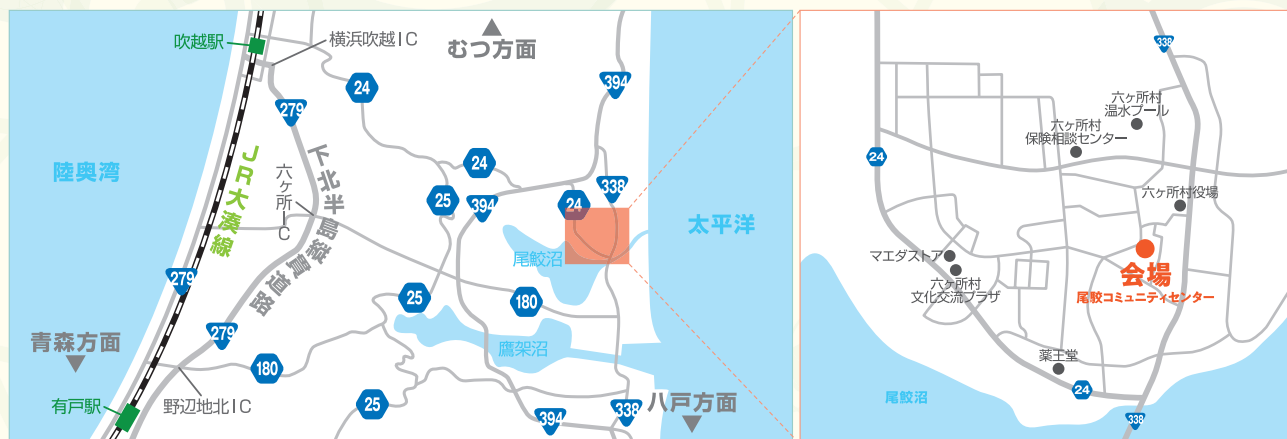 吹越駅
横浜吹越IC
むつ方面
394
24
279
陸奥湾
JR大湊線
六ヶ所IC
下北半島縦貫道路
24
25
394
24
338
太平洋
尾鮫沼
279
25
180
279
青森方面
180
鷹架沼
有戸駅
野辺地北IC
25
394
338
八戸方面
338
六ヶ所村
温水プール
六ヶ所村
保険相談センター
24
六ヶ所村役場
マエダストア
六ヶ所村
文化交流プラザ
会場
尾駮コミュニティセンター
薬王堂
24
尾鮫沼
338